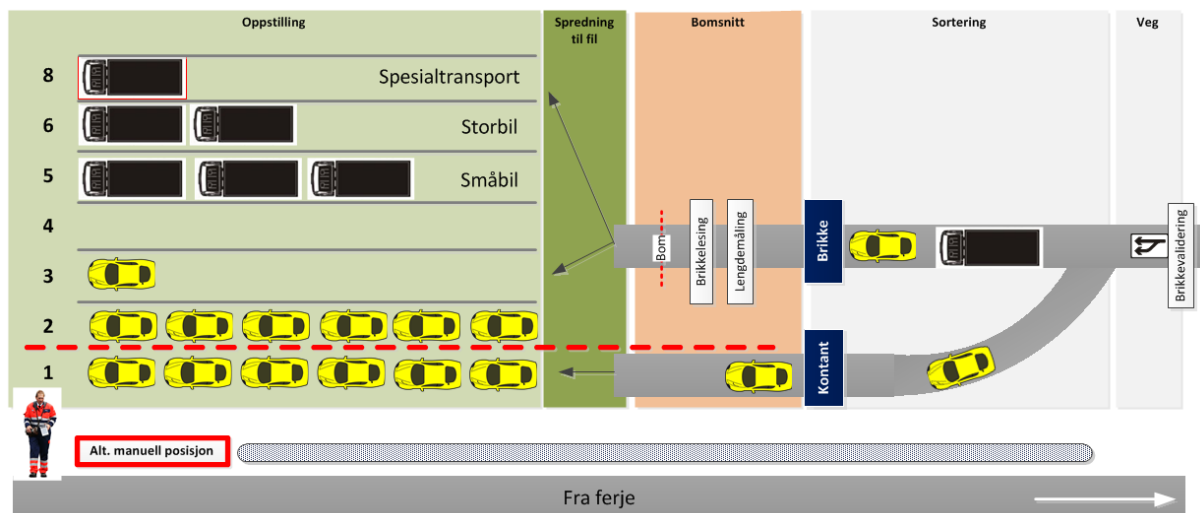 Oppstilling
Spredning
til fil
Bomsnitt
Sortering
Veg
8
Spesialtransport
6
Storbil
5
Småbil
4
3
2
1
Bom
Brikkelesing
Lengdemåling
Brikke
Brikkevalidering
Kontant
Alt. manuell posisjon
Fra ferje